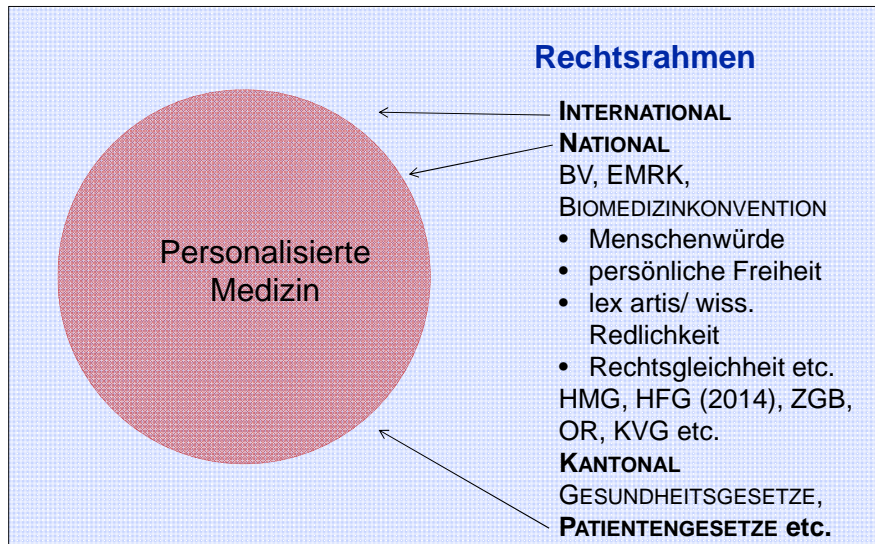 Rechtsrahmen
Personalisierte
Medizin
INTERNATIONAL
NATIONAL
BV, EMRK,
BIOMEDIZINKONVENTION
• Menschenwürde
• persönliche Freiheit
• lex artis/ wiss.
Redlichkeit
• Rechtsgleichheit etc.
HMG, HFG (2014), ZGB,
OR, KVG etc.
KANTONAL
GESUNDHEITSGESETZE,
PATIENTENGESETZE etc.